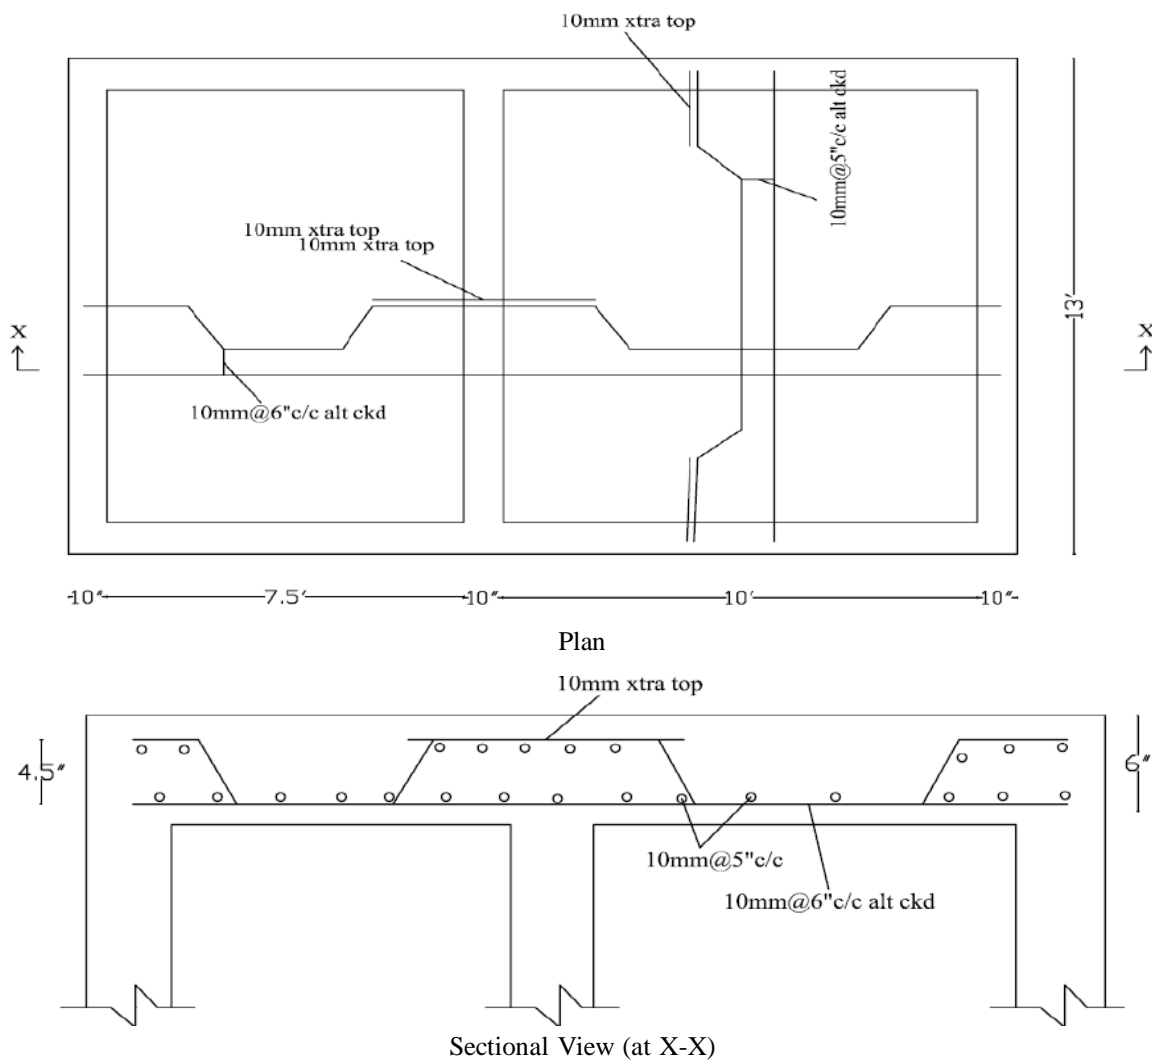 10mm xtra top
10mm@5"c/c alt ckd
10mm xtra top
10mm xtra top
13'
X
X
10mm@6"c/c alt ckd
10"
7.5'
10"
10'
10"
Plan
10mm xtra top
4.5"
6"
10mm@5"c/c
10mm@6"c/c alt ckd
Sectional View (at X-X)